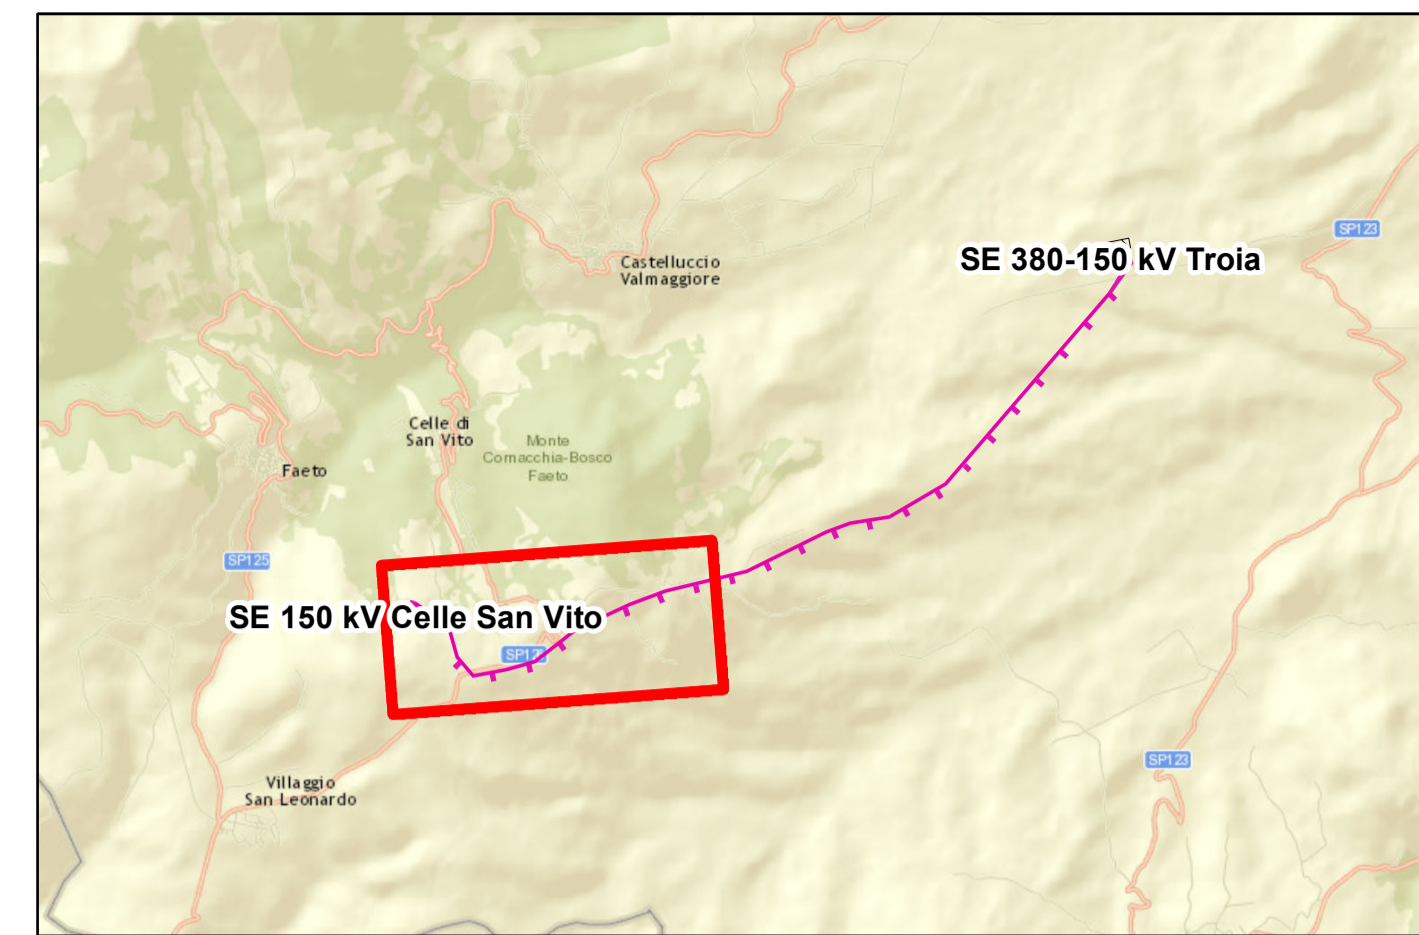 SP123
SE 380-150 kV Troia
Castelluccio
Valmaggiore
Celle di
San Vito
Monte
Cornacchia-Bosco
Faeto
Faeto
SP125
SE 150 kV Celle San Vito
SP125
SP123
Villaggio
San Leonardo